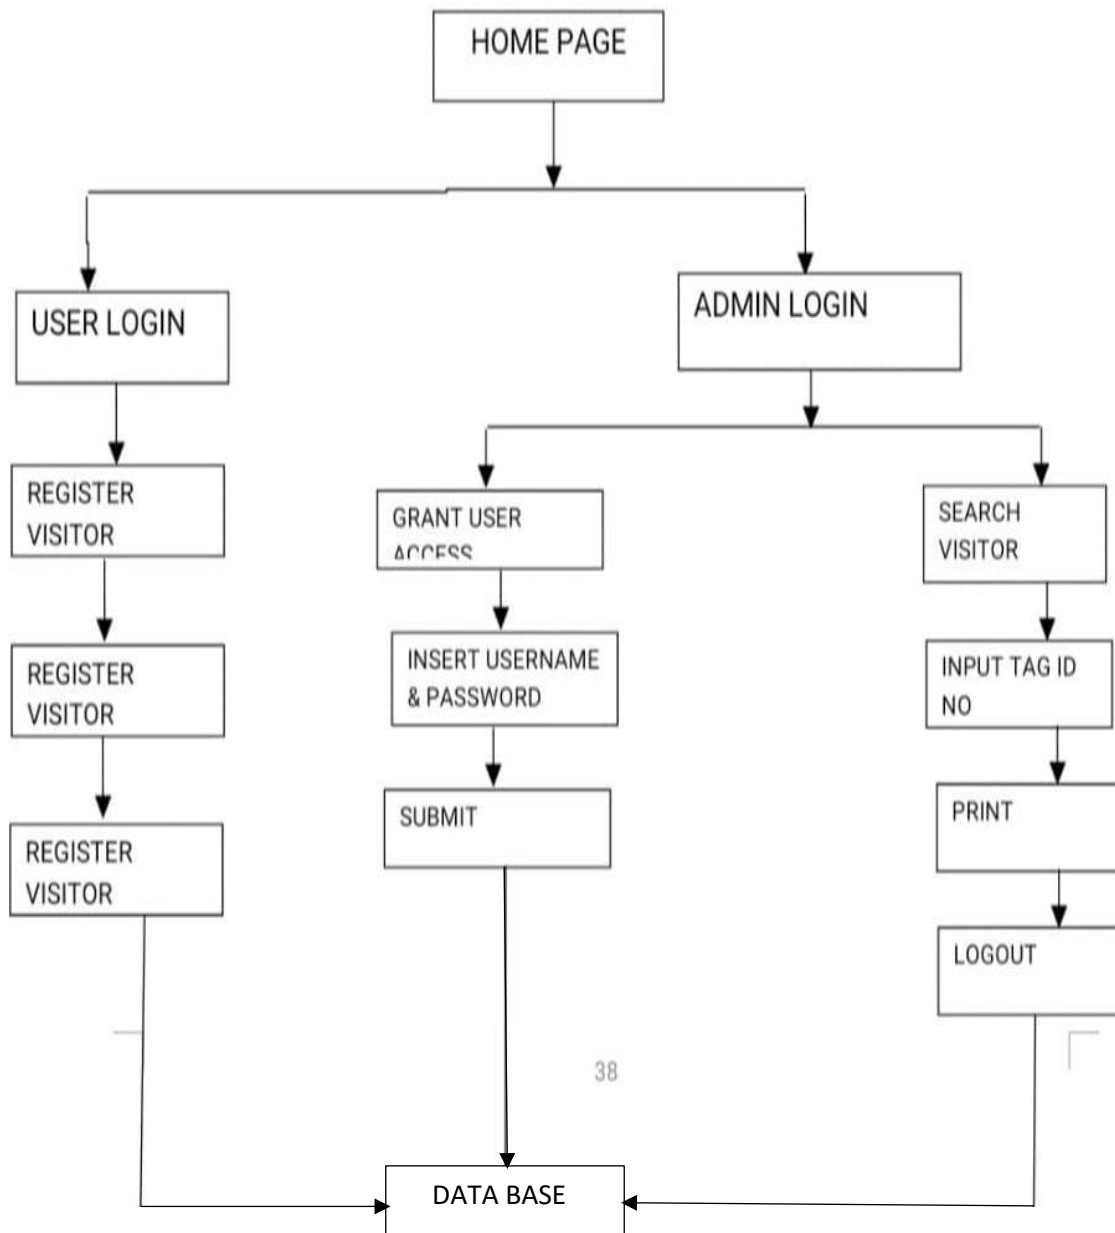 HOME PAGE
USER LOGIN
ADMIN LOGIN
REGISTER
VISITOR
GRANT USER
ACCESS
SEARCH
VISITOR
REGISTER
VISITOR
INSERT USERNAME
& PASSWORD
INPUT TAG ID
NO
REGISTER
VISITOR
SUBMIT
PRINT
LOGOUT
38
DATA BASE